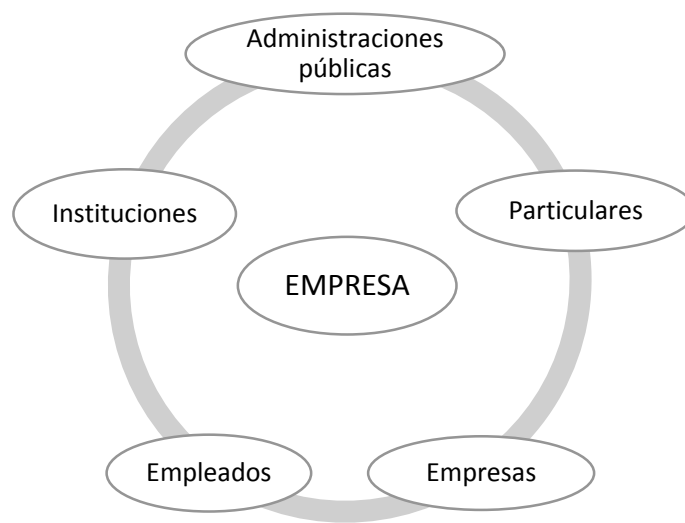 Administraciones
públicas
Instituciones
Particulares
EMPRESA
Empleados
Empresas